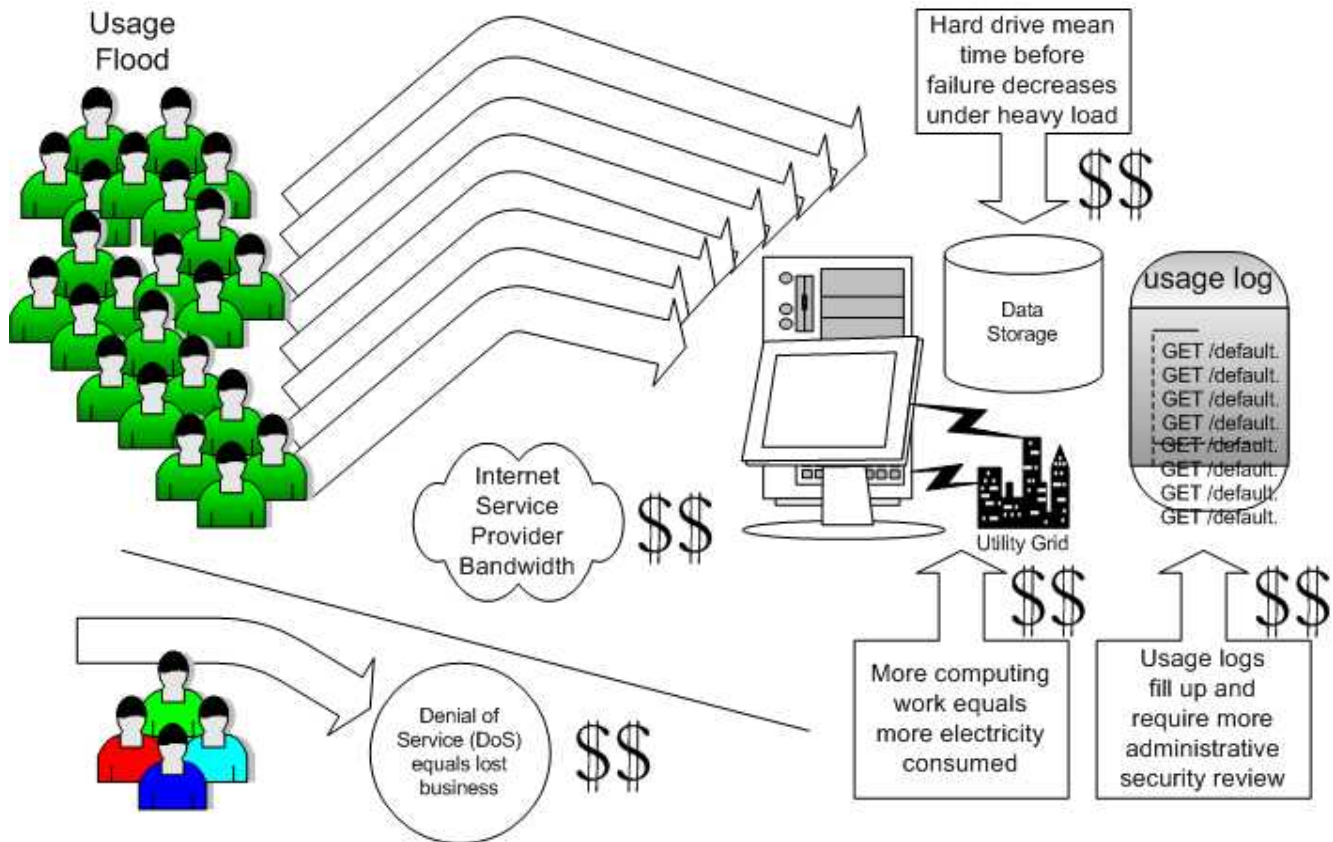 Usage
Flood
Hard drive mean
time before
failure decreases
under heavy load
$$
Data
Storage
usage log
GET /default.
GET /default.
GET /default.
GET /default.
GET /default.
GET /default.
GET /default.
GET /default.
Internet
Service
Provider
Bandwidth
$$
Utility Grid
$$
$$
More computing
work equals
more electricity
consumed
Usage logs
fill up and
require more
administrative
security review
Denial of
Service (DoS)
equals lost
business
$$